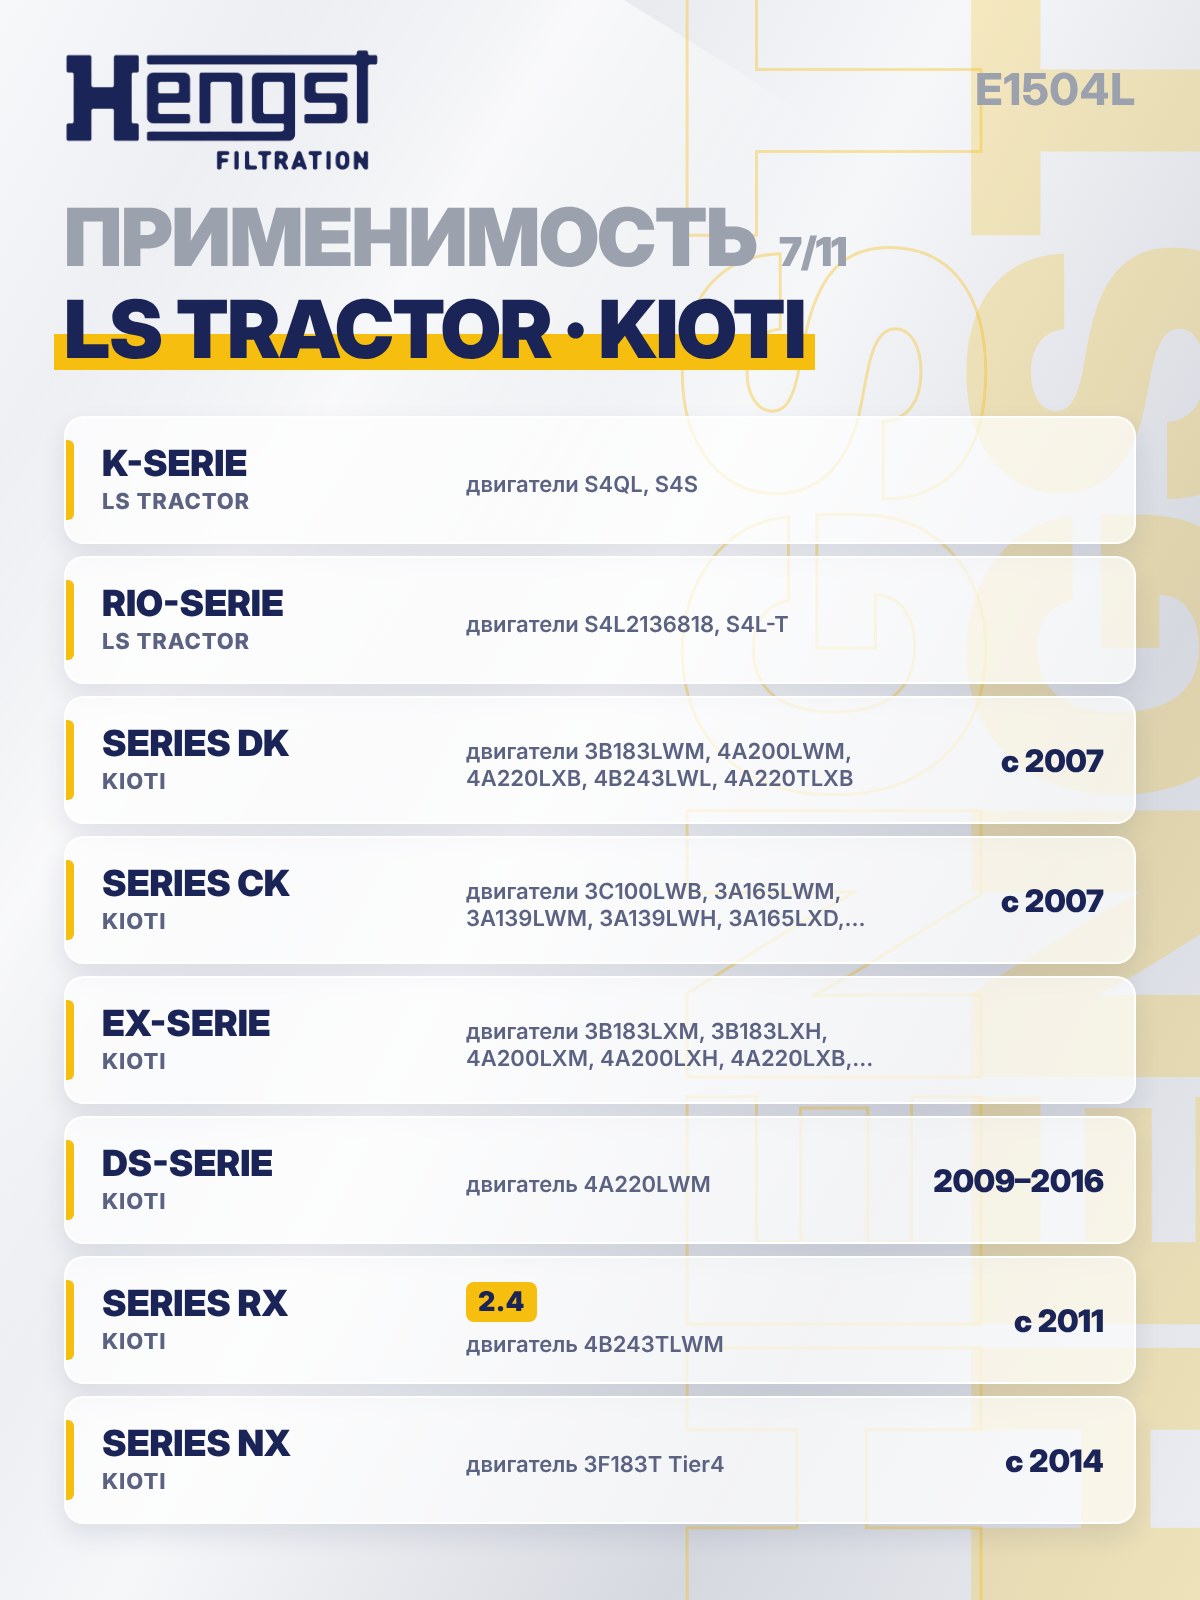 Hengst
FILTRATION
E1504L
ПРИМЕНИМОСТЬ 7/11
LS TRACTOR · KIOTI
K-SERIE
LS TRACTOR
двигатели S4QL, S4S
RIO-SERIE
LS TRACTOR
двигатели S4L2136818, S4L-T
SERIES DK
KIOTI
двигатели 3B183LWM, 4A200LWM,
4A220LXB, 4B243LWL, 4A220TLXB
с 2007
SERIES CK
KIOTI
двигатели 3C100LWB, 3A165LWM,
3A139LWM, 3A139LWH, 3A165LXD,...
с 2007
EX-SERIE
KIOTI
двигатели 3B183LXM, 3B183LXH,
4A200LXM, 4A200LXH, 4A220LXB,...
DS-SERIE
KIOTI
двигатель 4A220LWM
2009–2016
SERIES RX
KIOTI
2.4
двигатель 4B243TLWM
с 2011
SERIES NX
KIOTI
двигатель 3F183T Tier4
с 2014
HENGST
HENGST